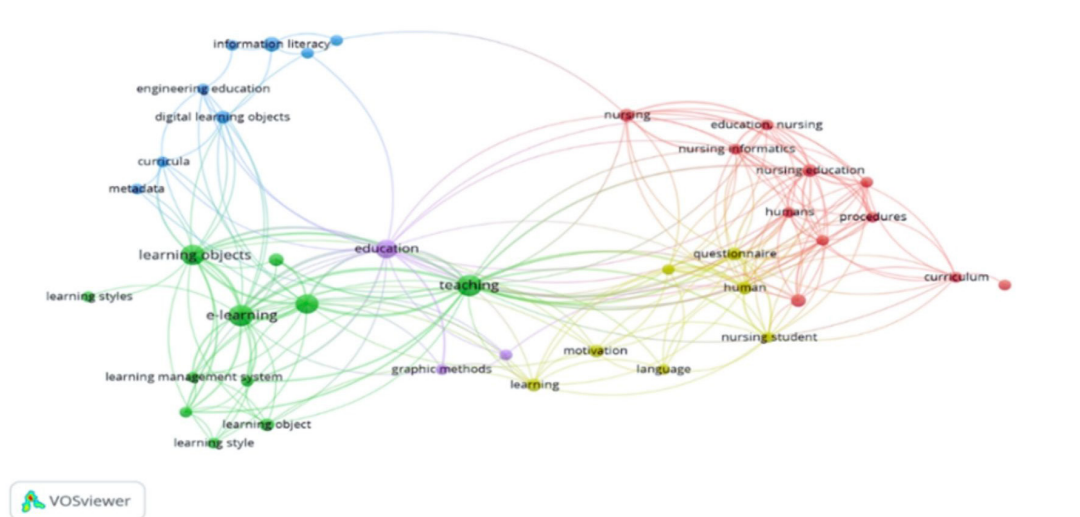 information literacy
engineering education
digital learning objects
curricula
metadata
nursing
education, nursing
nursing informatics
nursing education
humans
procedures
learning objects
education
questionnaire
teaching
human
curriculum
learning styles
e-learning
nursing student
motivation
graphic methods
language
learning
learning management system
learning object
learning style
VOSviewer